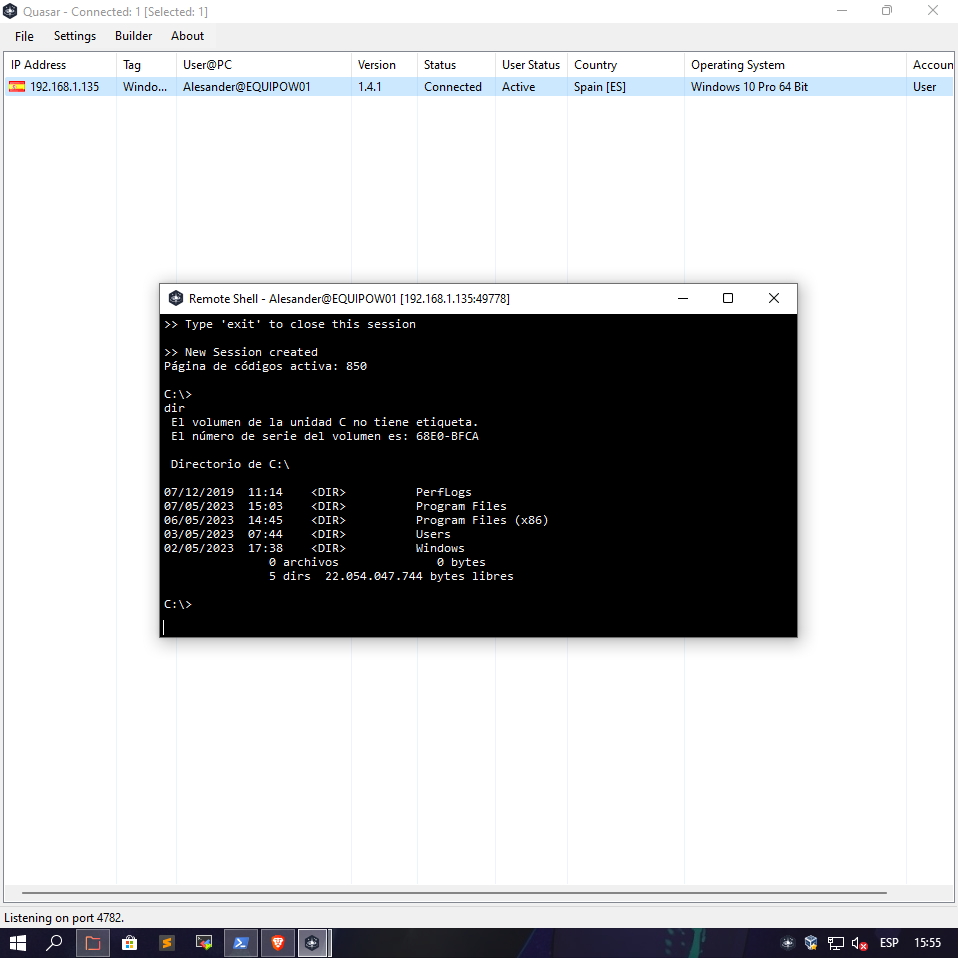 Quasar - Connected: 1 [Selected: 1]
File Settings Builder About
IP Address Tag User@PC Version Status User Status Country Operating System Accoun
192.168.1.135 Windo... Alesander@EQUIPOW01 1.4.1 Connected Active Spain [ES] Windows 10 Pro 64 Bit User
Remote Shell - Alesander@EQUIPOW01 [192.168.1.135:49778]
>> Type 'exit' to close this session
>> New Session created
Página de códigos activa: 850
C:\>
dir
El volumen de la unidad C no tiene etiqueta.
El número de serie del volumen es: 68E0-BFCA
Directorio de C:\
07/12/2019 11:14 <DIR> PerfLogs
07/05/2023 15:03 <DIR> Program Files
06/05/2023 14:45 <DIR> Program Files (x86)
03/05/2023 07:44 <DIR> Users
02/05/2023 17:38 <DIR> Windows
0 archivos 0 bytes
5 dirs 22.054.047.744 bytes libres
C:\>
Listening on port 4782.
ESP 15:55